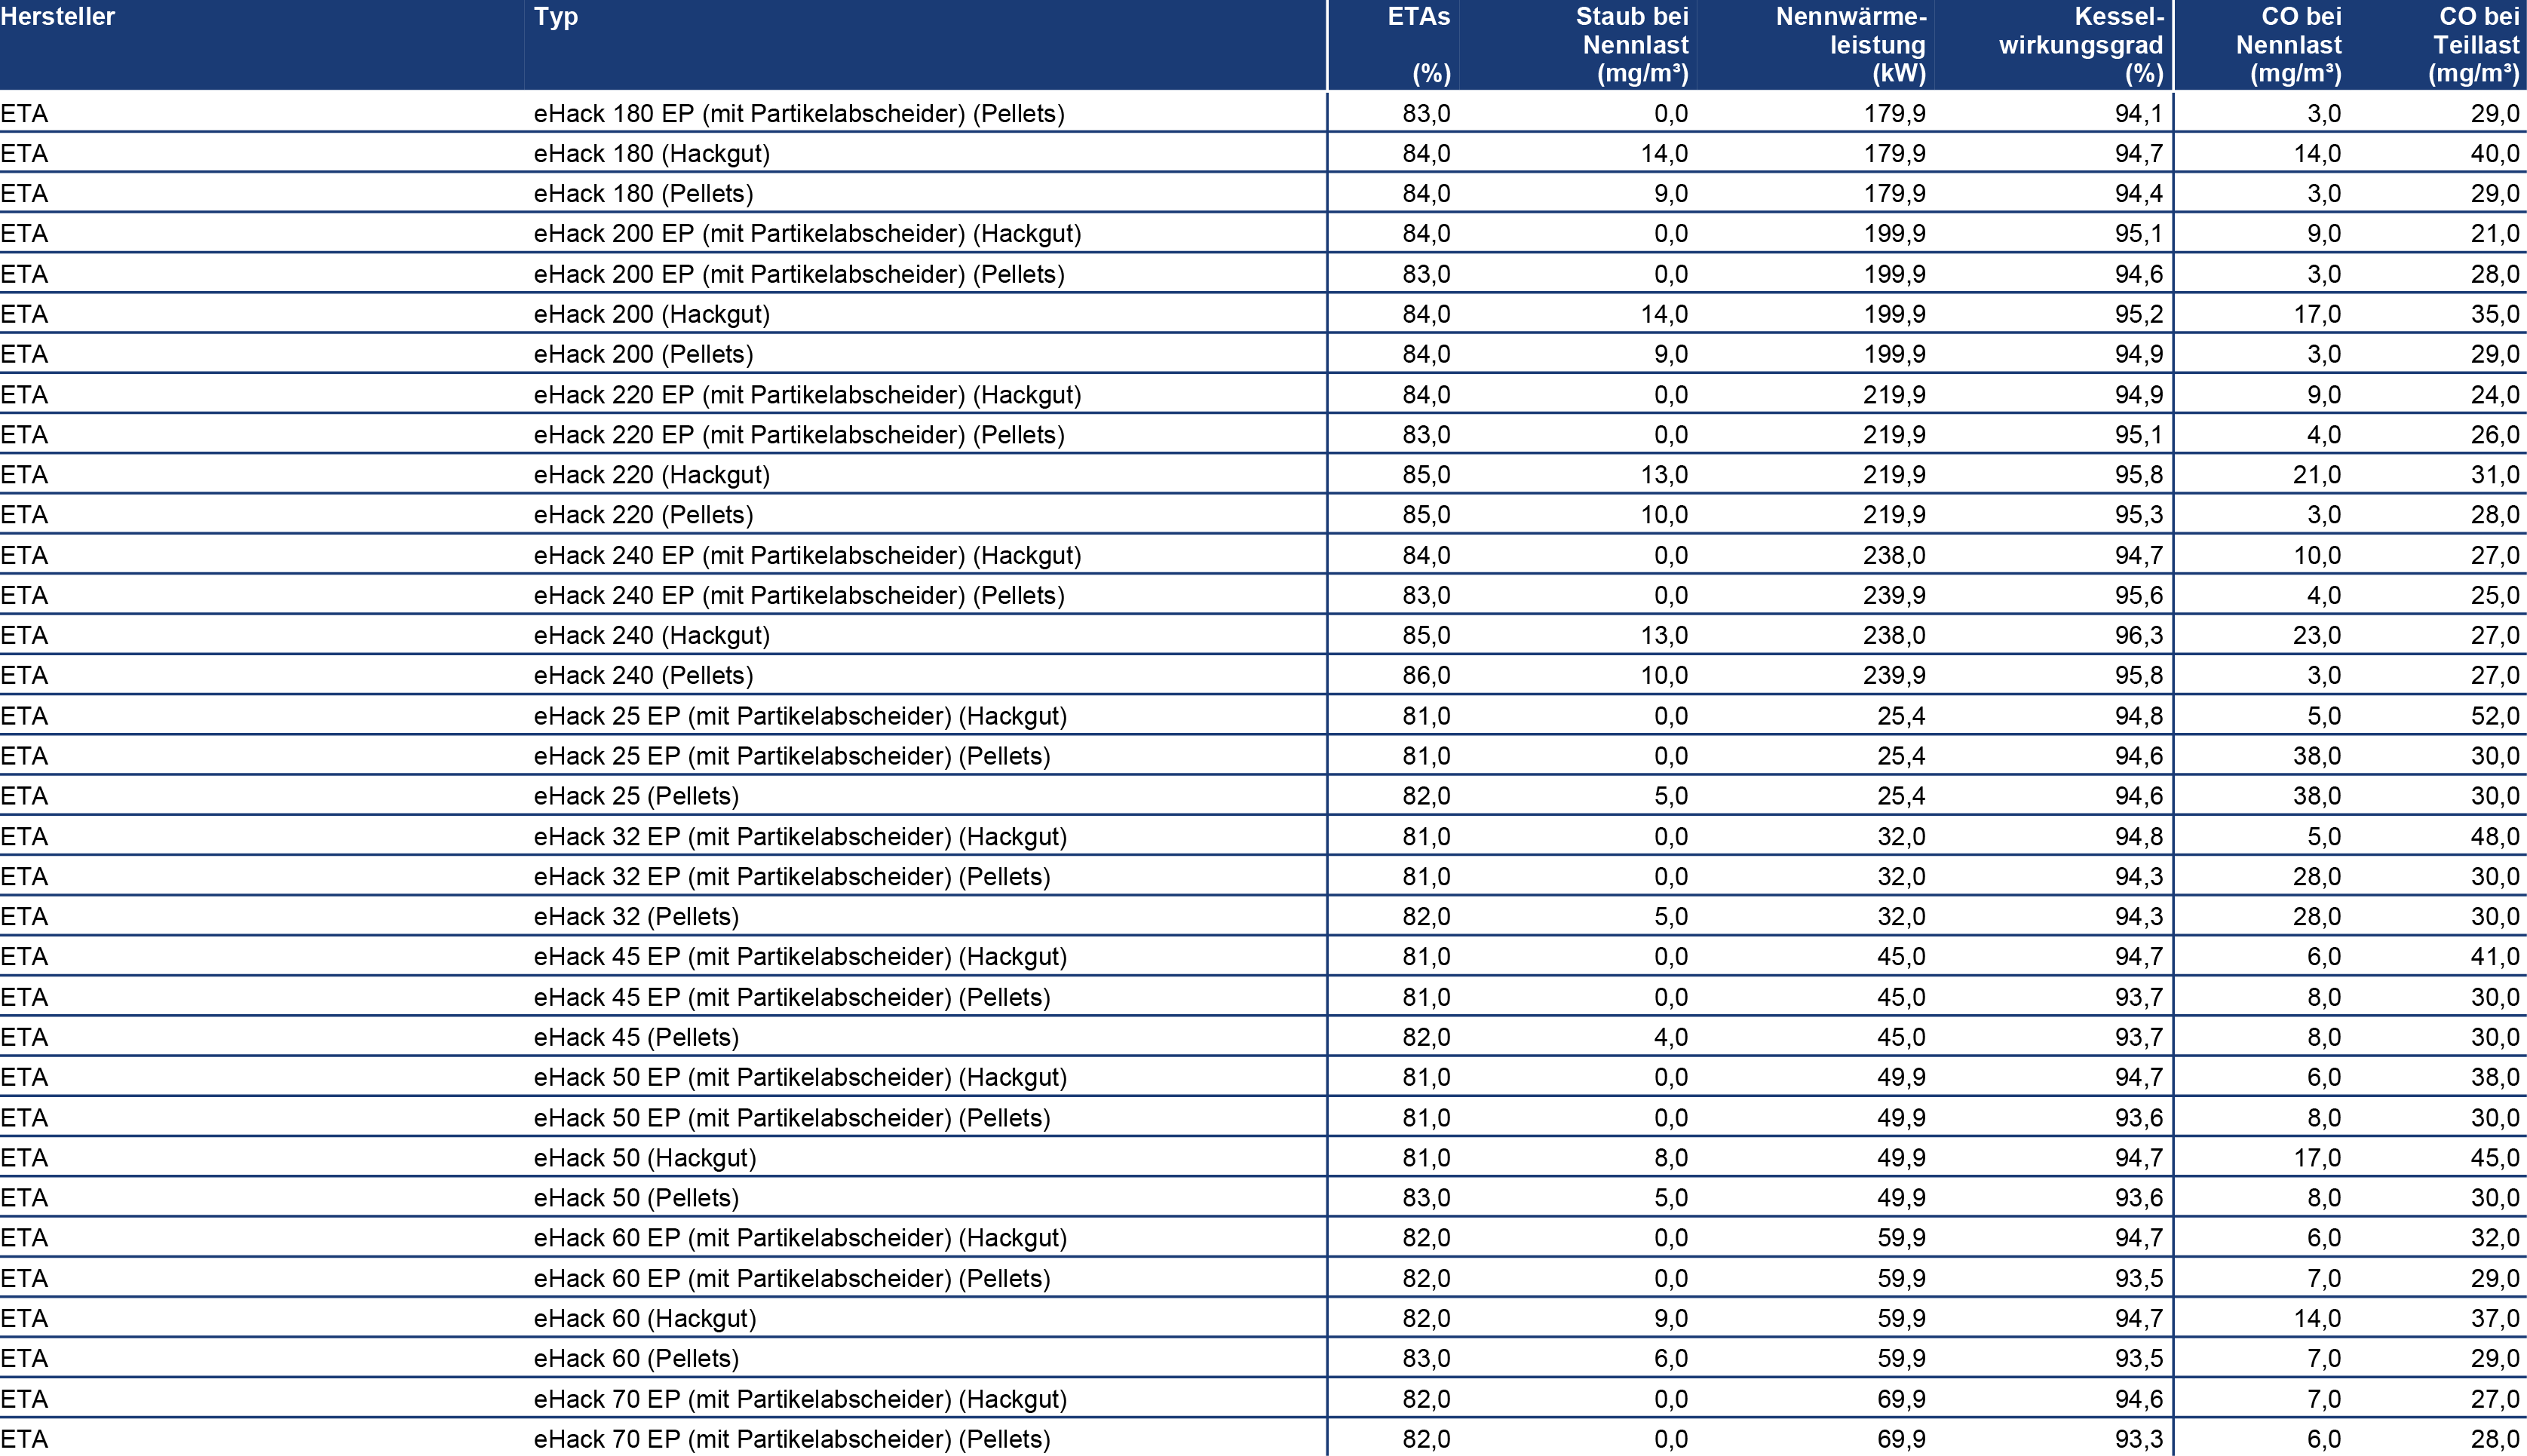 Hersteller Typ ETAs Staub bei Nennwärme- Kessel- CO bei CO bei
Nennlast leistung wirkungsgrad Nennlast Teillast
(%) (mg/m³) (kW) (%) (mg/m³) (mg/m³)
ETA eHack 180 EP (mit Partikelabscheider) (Pellets) 83,0 0,0 179,9 94,1 3,0 29,0
ETA eHack 180 (Hackgut) 84,0 14,0 179,9 94,7 14,0 40,0
ETA eHack 180 (Pellets) 84,0 9,0 179,9 94,4 3,0 29,0
ETA eHack 200 EP (mit Partikelabscheider) (Hackgut) 84,0 0,0 199,9 95,1 9,0 21,0
ETA eHack 200 EP (mit Partikelabscheider) (Pellets) 83,0 0,0 199,9 94,6 3,0 28,0
ETA eHack 200 (Hackgut) 84,0 14,0 199,9 95,2 17,0 35,0
ETA eHack 200 (Pellets) 84,0 9,0 199,9 94,9 3,0 29,0
ETA eHack 220 EP (mit Partikelabscheider) (Hackgut) 84,0 0,0 219,9 94,9 9,0 24,0
ETA eHack 220 EP (mit Partikelabscheider) (Pellets) 83,0 0,0 219,9 95,1 4,0 26,0
ETA eHack 220 (Hackgut) 85,0 13,0 219,9 95,8 21,0 31,0
ETA eHack 220 (Pellets) 85,0 10,0 219,9 95,3 3,0 28,0
ETA eHack 240 EP (mit Partikelabscheider) (Hackgut) 84,0 0,0 238,0 94,7 10,0 27,0
ETA eHack 240 EP (mit Partikelabscheider) (Pellets) 83,0 0,0 239,9 95,6 4,0 25,0
ETA eHack 240 (Hackgut) 85,0 13,0 238,0 96,3 23,0 27,0
ETA eHack 240 (Pellets) 86,0 10,0 239,9 95,8 3,0 27,0
ETA eHack 25 EP (mit Partikelabscheider) (Hackgut) 81,0 0,0 25,4 94,8 5,0 52,0
ETA eHack 25 EP (mit Partikelabscheider) (Pellets) 81,0 0,0 25,4 94,6 38,0 30,0
ETA eHack 25 (Pellets) 82,0 5,0 25,4 94,6 38,0 30,0
ETA eHack 32 EP (mit Partikelabscheider) (Hackgut) 81,0 0,0 32,0 94,8 5,0 48,0
ETA eHack 32 EP (mit Partikelabscheider) (Pellets) 81,0 0,0 32,0 94,3 28,0 30,0
ETA eHack 32 (Pellets) 82,0 5,0 32,0 94,3 28,0 30,0
ETA eHack 45 EP (mit Partikelabscheider) (Hackgut) 81,0 0,0 45,0 94,7 6,0 41,0
ETA eHack 45 EP (mit Partikelabscheider) (Pellets) 81,0 0,0 45,0 93,7 8,0 30,0
ETA eHack 45 (Pellets) 82,0 4,0 45,0 93,7 8,0 30,0
ETA eHack 50 EP (mit Partikelabscheider) (Hackgut) 81,0 0,0 49,9 94,7 6,0 38,0
ETA eHack 50 EP (mit Partikelabscheider) (Pellets) 81,0 0,0 49,9 93,6 8,0 30,0
ETA eHack 50 (Hackgut) 81,0 8,0 49,9 94,7 17,0 45,0
ETA eHack 50 (Pellets) 83,0 5,0 49,9 93,6 8,0 30,0
ETA eHack 60 EP (mit Partikelabscheider) (Hackgut) 82,0 0,0 59,9 94,7 6,0 32,0
ETA eHack 60 EP (mit Partikelabscheider) (Pellets) 82,0 0,0 59,9 93,5 7,0 29,0
ETA eHack 60 (Hackgut) 82,0 9,0 59,9 94,7 14,0 37,0
ETA eHack 60 (Pellets) 83,0 6,0 59,9 93,5 7,0 29,0
ETA eHack 70 EP (mit Partikelabscheider) (Hackgut) 82,0 0,0 69,9 94,6 7,0 27,0
ETA eHack 70 EP (mit Partikelabscheider) (Pellets) 82,0 0,0 69,9 93,3 6,0 28,0